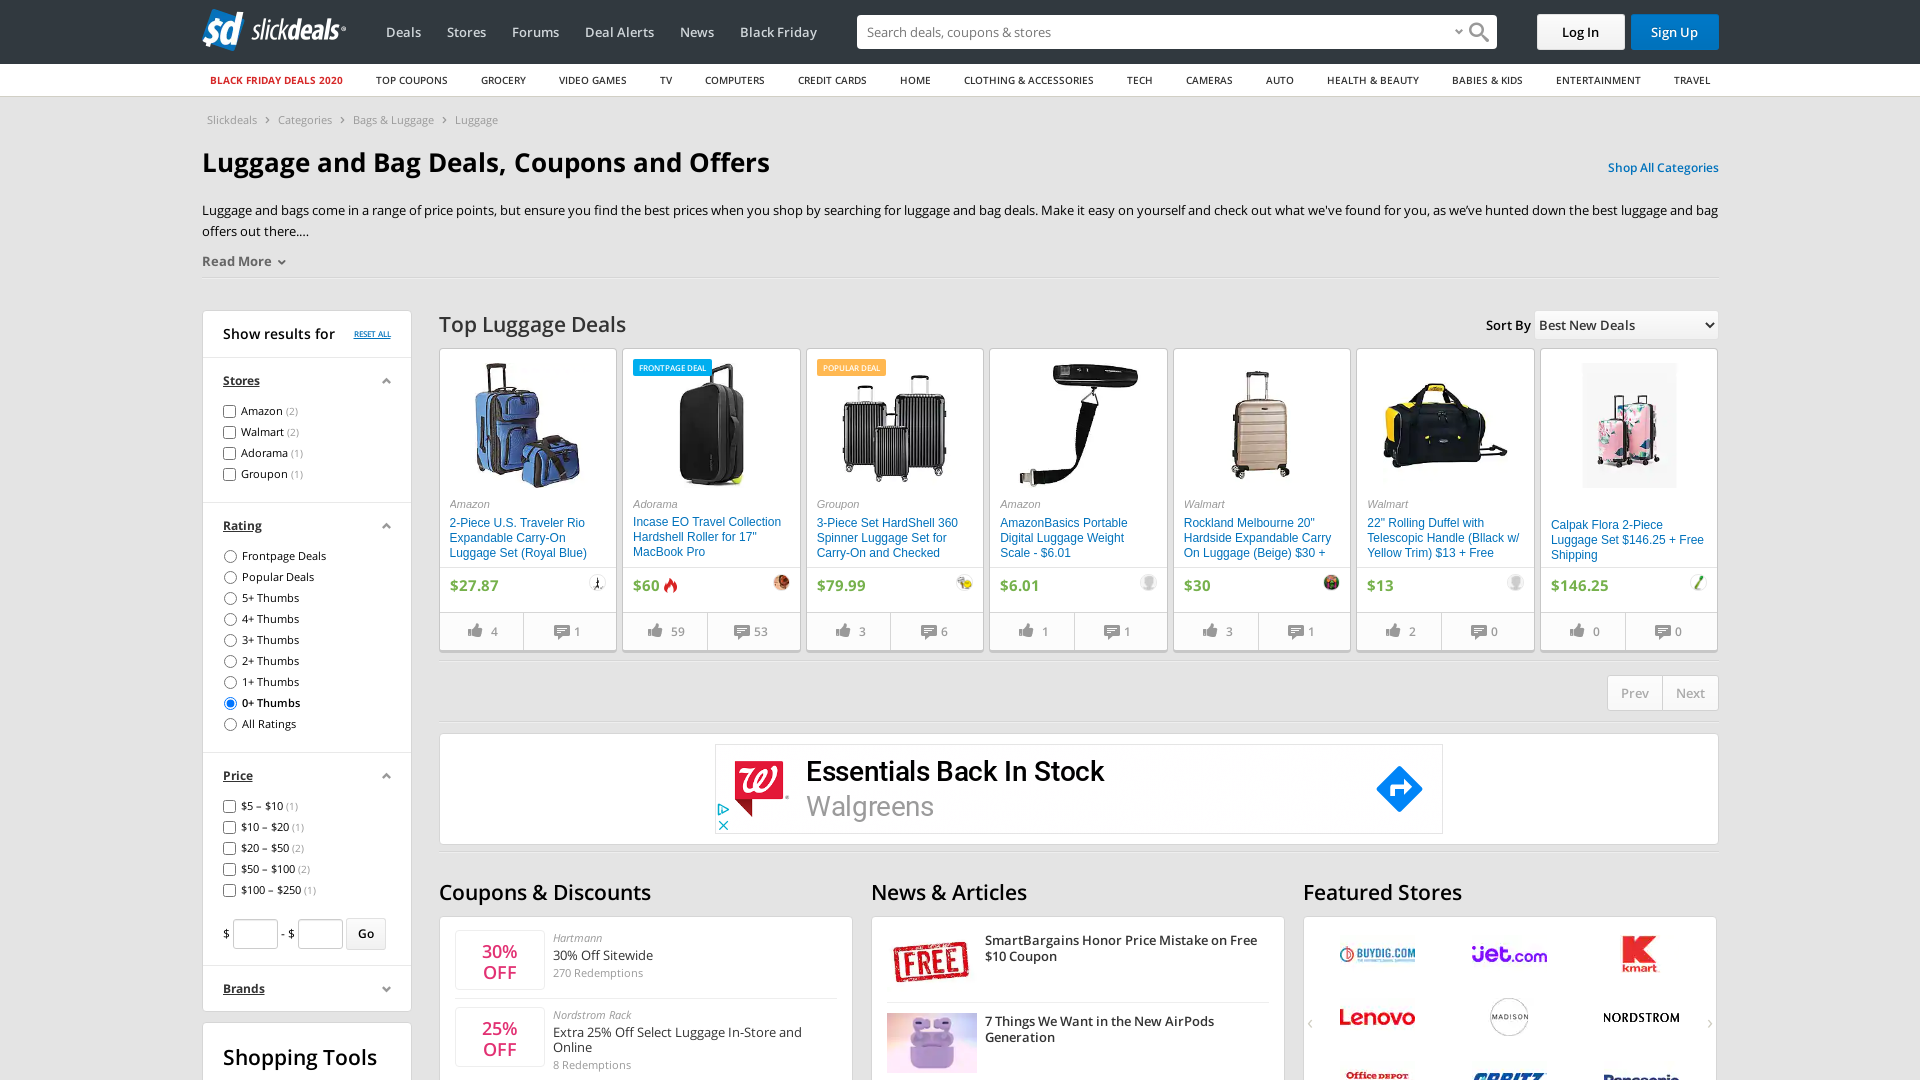 slickdeals
Deals
Stores
Forums
Deal Alerts
News
Black Friday
Search deals, coupons & stores
Log In
Sign Up
BLACK FRIDAY DEALS 2020
TOP COUPONS
GROCERY
VIDEO GAMES
TV
COMPUTERS
CREDIT CARDS
HOME
CLOTHING & ACCESSORIES
TECH
CAMERAS
AUTO
HEALTH & BEAUTY
BABIES & KIDS
ENTERTAINMENT
TRAVEL
Slickdeals > Categories > Bags & Luggage > Luggage
Luggage and Bag Deals, Coupons and Offers
Shop All Categories
Luggage and bags come in a range of price points, but ensure you find the best prices when you shop by searching for luggage and bag deals. Make it easy on yourself and check out what we've found for you, as we’ve hunted down the best luggage and bag
offers out there....
Read More
Show results for
RESET ALL
Stores
Amazon (2)
Walmart (2)
Adorama (1)
Groupon (1)
Rating
Frontpage Deals
Popular Deals
5+ Thumbs
4+ Thumbs
3+ Thumbs
2+ Thumbs
1+ Thumbs
0+ Thumbs
All Ratings
Price
$5 – $10 (1)
$10 – $20 (1)
$20 – $50 (2)
$50 – $100 (2)
$100 – $250 (1)
$ - $ Go
Brands
Shopping Tools
Top Luggage Deals
Sort By
Best New Deals
Amazon
2-Piece U.S. Traveler Rio
Expandable Carry-On
Luggage Set (Royal Blue)
$27.87
4
1
FRONTPAGE DEAL
Adorama
Incase EO Travel Collection
Hardshell Roller for 17"
MacBook Pro
$60
59
53
POPULAR DEAL
Groupon
3-Piece Set HardShell 360
Spinner Luggage Set for
Carry-On and Checked
$79.99
3
6
Amazon
AmazonBasics Portable
Digital Luggage Weight
Scale - $6.01
$6.01
1
1
Walmart
Rockland Melbourne 20"
Hardside Expandable Carry
On Luggage (Beige) $30 +
$30
3
1
Walmart
22" Rolling Duffel with
Telescopic Handle (Bllack w/
Yellow Trim) $13 + Free
$13
2
0
Calpak Flora 2-Piece
Luggage Set $146.25 + Free
Shipping
$146.25
0
0
Prev
Next
Essentials Back In Stock
Walgreens
Coupons & Discounts
30%
OFF
Hartmann
30% Off Sitewide
270 Redemptions
25%
OFF
Nordstrom Rack
Extra 25% Off Select Luggage In-Store and
Online
8 Redemptions
News & Articles
FREE
SmartBargains Honor Price Mistake on Free
$10 Coupon
7 Things We Want in the New AirPods
Generation
Featured Stores
BUYDIG.COM
Jet.com
kmart
Lenovo
MADISON
NORDSTROM
Office DEPOT
ORBITZ
Panasonic